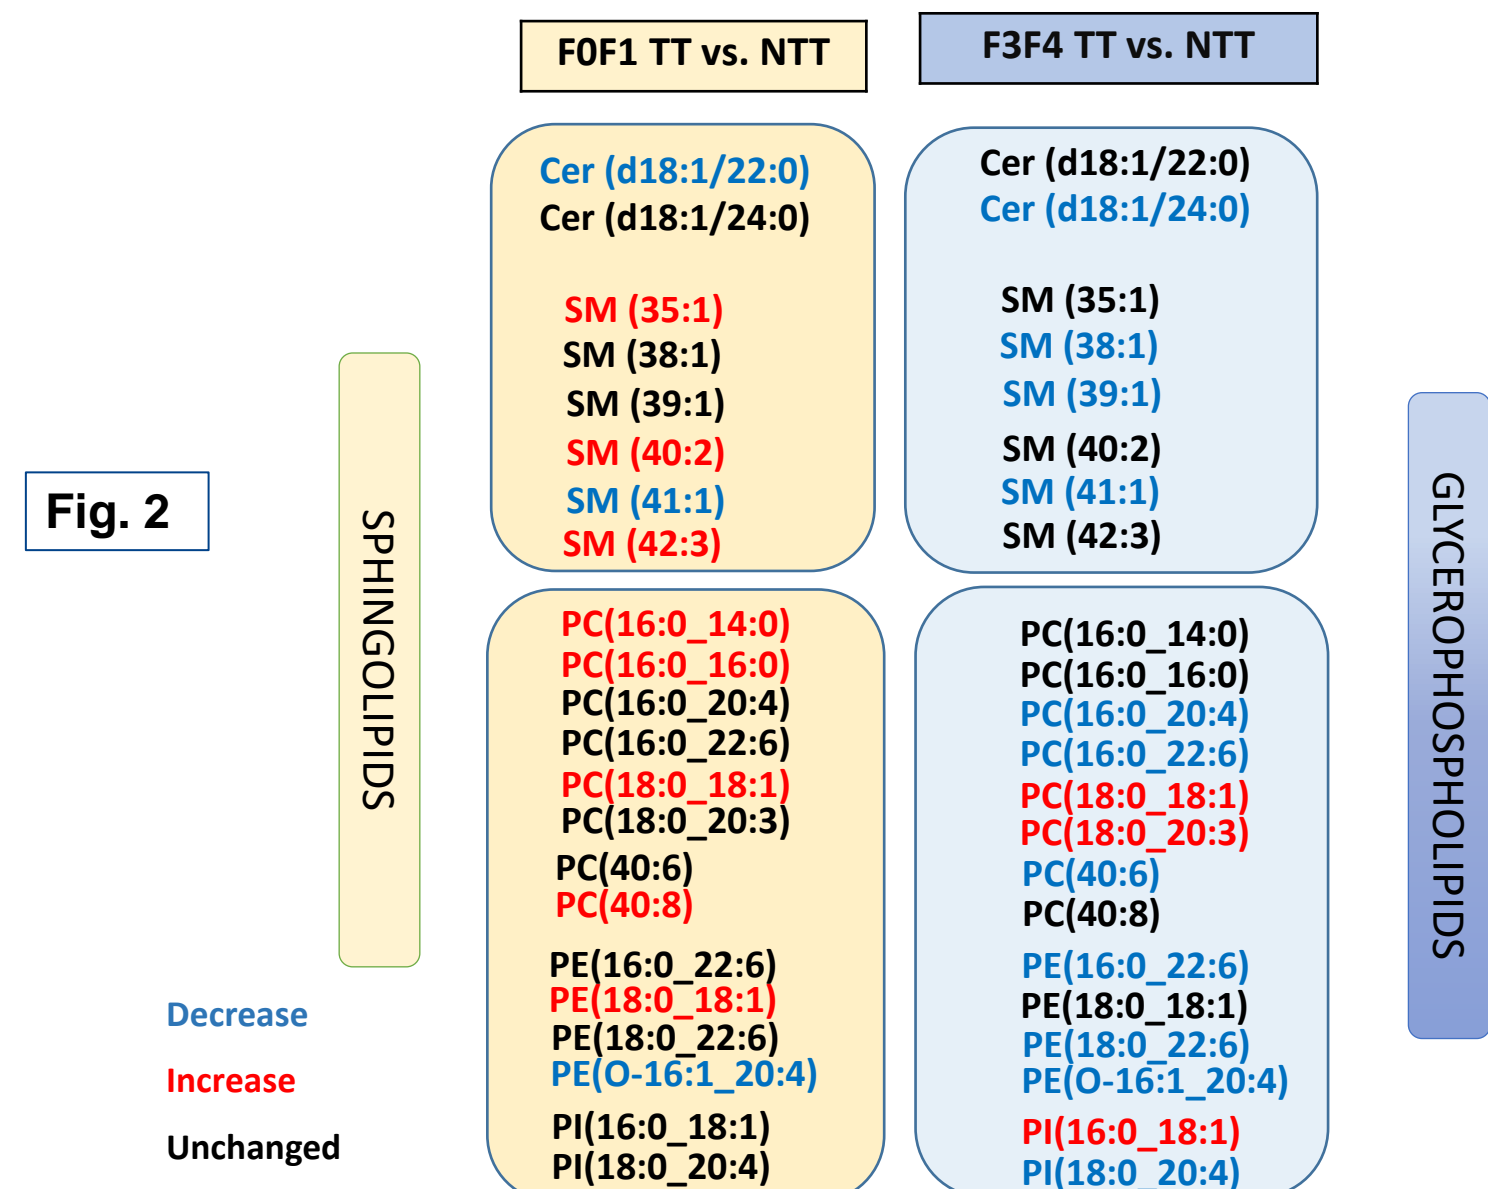 F0F1 TT vs. NTT
F3F4 TT vs. NTT
Cer (d18:1/22:0)
Cer (d18:1/24:0)
SM (35:1)
SM (38:1)
SM (39:1)
SM (40:2)
SM (41:1)
SM (42:3)
PC(16:0_14:0)
PC(16:0_16:0)
PC(16:0_20:4)
PC(16:0_22:6)
PC(18:0_18:1)
PC(18:0_20:3)
PC(40:6)
PC(40:8)
PE(16:0_22:6)
PE(18:0_18:1)
PE(18:0_22:6)
PE(O-16:1_20:4)
PI(16:0_18:1)
PI(18:0_20:4)
Cer (d18:1/22:0)
Cer (d18:1/24:0)
SM (35:1)
SM (38:1)
SM (39:1)
SM (40:2)
SM (41:1)
SM (42:3)
PC(16:0_14:0)
PC(16:0_16:0)
PC(16:0_20:4)
PC(16:0_22:6)
PC(18:0_18:1)
PC(18:0_20:3)
PC(40:6)
PC(40:8)
PE(16:0_22:6)
PE(18:0_18:1)
PE(18:0_22:6)
PE(O-16:1_20:4)
PI(16:0_18:1)
PI(18:0_20:4)
Fig. 2
SPHINGOLIPIDS
GLYCEROPHOSPHOLIPIDS
Decrease
Increase
Unchanged